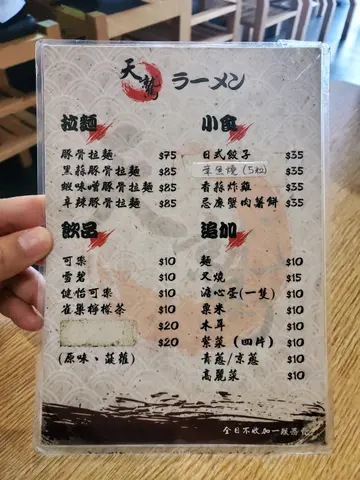 天鷲 ラーメン
拉麵
豚骨拉麵 $75
黑蒜豚骨拉麵 $85
蝦味噌豚骨拉麵 $85
辛辣豚骨拉麵 $85
小食
日式餃子 $35
章魚燒 (5粒) $35
香蒜炸雞 $35
忌廉蟹肉薯餅 $35
飲品
可樂 $10
雪碧 $10
健怡可樂 $10
雀巢檸檬茶 $10
$20
$20
(原味、菠蘿)
追加
麵 $10
叉燒 $15
溏心蛋(一隻) $10
粟米 $10
木耳 $10
紫菜 (四片) $10
青蔥/京蔥 $10
高麗菜 $10
全日不收加一服務費